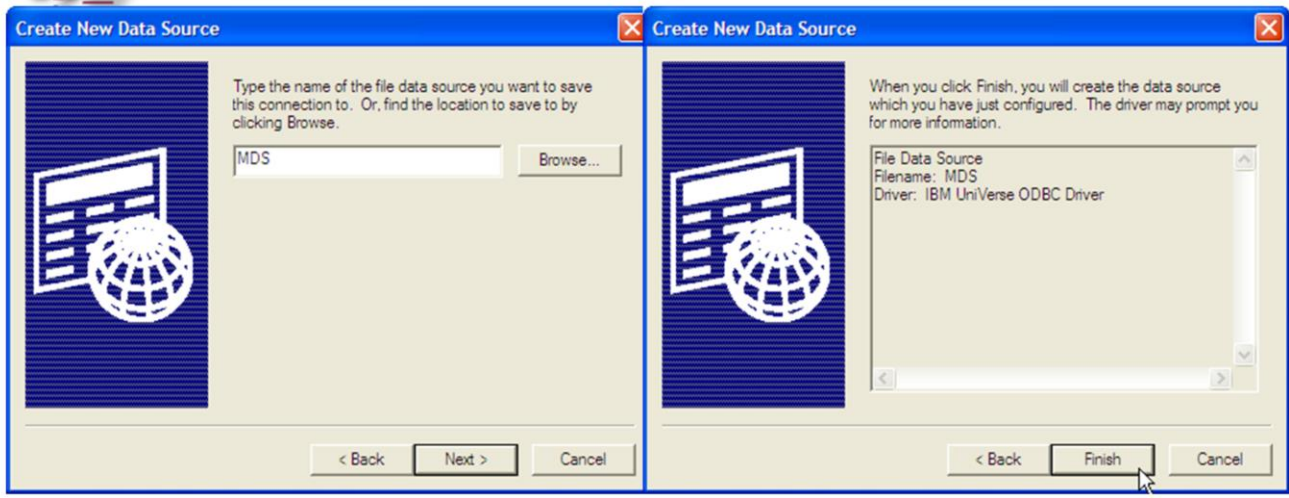 Create New Data Source
Type the name of the file data source you want to save
this connection to. Or, find the location to save to by
clicking Browse.
MDS
Browse...
< Back
Next >
Cancel
Create New Data Source
When you click Finish, you will create the data source
which you have just configured. The driver may prompt you
for more information.
File Data Source
Filename: MDS
Driver: IBM UniVerse ODBC Driver
< Back
Finish
Cancel